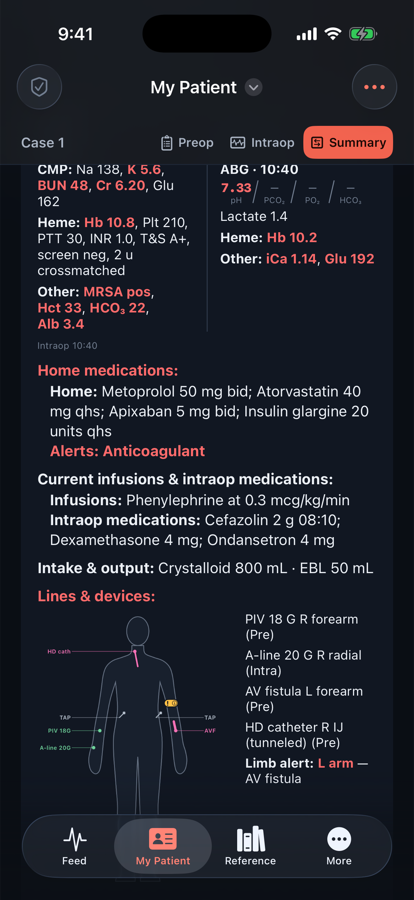 9:41
My Patient
Case 1
Preop
Intraop
Summary
CMP: Na 138, K 5.6,
BUN 48, Cr 6.20, Glu
162
Heme: Hb 10.8, Plt 210,
PTT 30, INR 1.0, T&S A+,
screen neg, 2 u
crossmatched
Other: MRSA pos,
Hct 33, HCO₃ 22,
Alb 3.4
ABG · 10:40
7.33 / – / – / –
pH PCO₂ PO₂ HCO₃
Lactate 1.4
Heme: Hb 10.2
Other: iCa 1.14, Glu 192
Intraop 10:40
Home medications:
Home: Metoprolol 50 mg bid; Atorvastatin 40
mg qhs; Apixaban 5 mg bid; Insulin glargine 20
units qhs
Alerts: Anticoagulant
Current infusions & intraop medications:
Infusions: Phenylephrine at 0.3 mcg/kg/min
Intraop medications: Cefazolin 2 g 08:10;
Dexamethasone 4 mg; Ondansetron 4 mg
Intake & output: Crystalloid 800 mL · EBL 50 mL
Lines & devices:
HD cath
TAP
PIV 18G
A-line 20G
TAP
AVF
PIV 18 G R forearm
(Pre)
A-line 20 G R radial
(Intra)
AV fistula L forearm
(Pre)
HD catheter R IJ
(tunneled) (Pre)
Limb alert: L arm —
AV fistula
Feed
My Patient
Reference
More